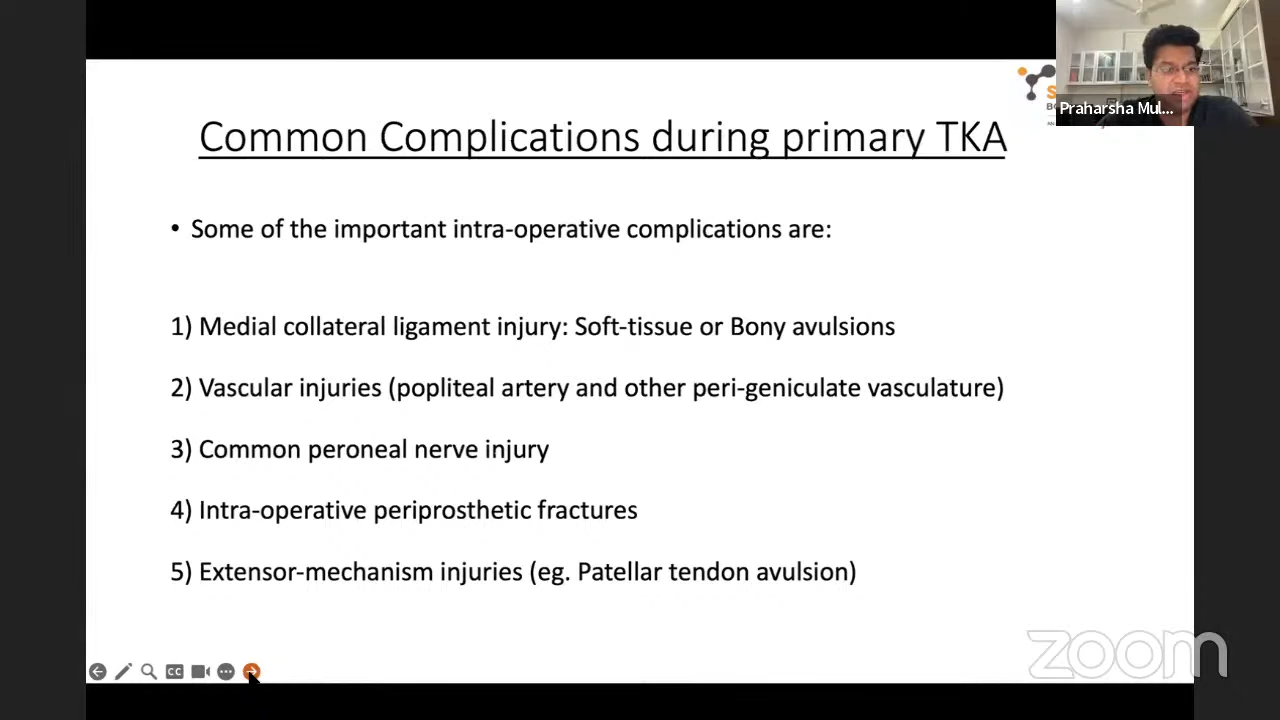 Common Complications during primary TKA
• Some of the important intra-operative complications are:
1) Medial collateral ligament injury: Soft-tissue or Bony avulsions
2) Vascular injuries (popliteal artery and other peri-geniculate vasculature)
3) Common peroneal nerve injury
4) Intra-operative periprosthetic fractures
5) Extensor-mechanism injuries (eg. Patellar tendon avulsion)
Praharsha Mul...
CC
zoom